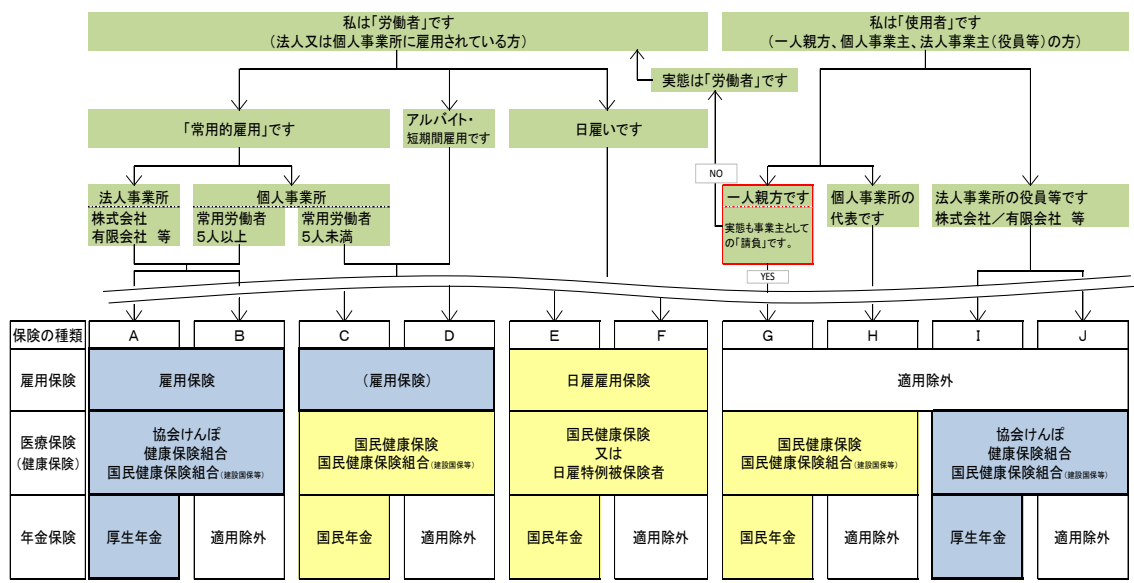 私は「労働者」です
（法人又は個人事業所に雇用されている方）
私は「使用者」です
（一人親方、個人事業主、法人事業主（役員等）の方）
実態は「労働者」です
「常用的雇用」です
アルバイト・
短期間雇用です
日雇いです
NO
法人事業所
株式会社
有限会社　等
個人事業所
常用労働者
５人以上
常用労働者
５人未満
一人親方です
実態も事業主として
の「請負」です。
個人事業所の
代表です
法人事業所の役員等です
株式会社／有限会社　等
YES
保険の種類
A
B
C
D
E
F
G
H
I
J
雇用保険
雇用保険
（雇用保険）
日雇雇用保険
適用除外
医療保険
（健康保険）
協会けんぽ
健康保険組合
国民健康保険組合（建設国保等）
国民健康保険
国民健康保険組合（建設国保等）
国民健康保険
又は
日雇特例被保険者
国民健康保険
国民健康保険組合（建設国保等）
協会けんぽ
健康保険組合
国民健康保険組合（建設国保等）
年金保険
厚生年金
適用除外
国民年金
適用除外
国民年金
適用除外
国民年金
適用除外
厚生年金
適用除外